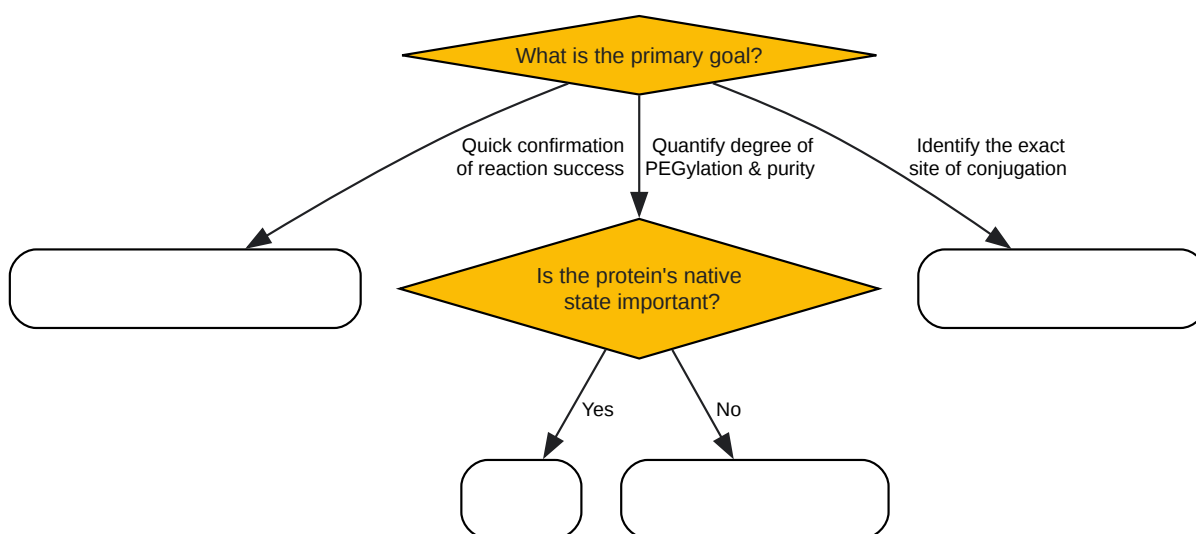 What is the primary goal?
Quick confirmation
of reaction success
Quantify degree of
PEGylation & purity
Identify the exact
site of conjugation
Is the protein's native
state important?
Yes
No